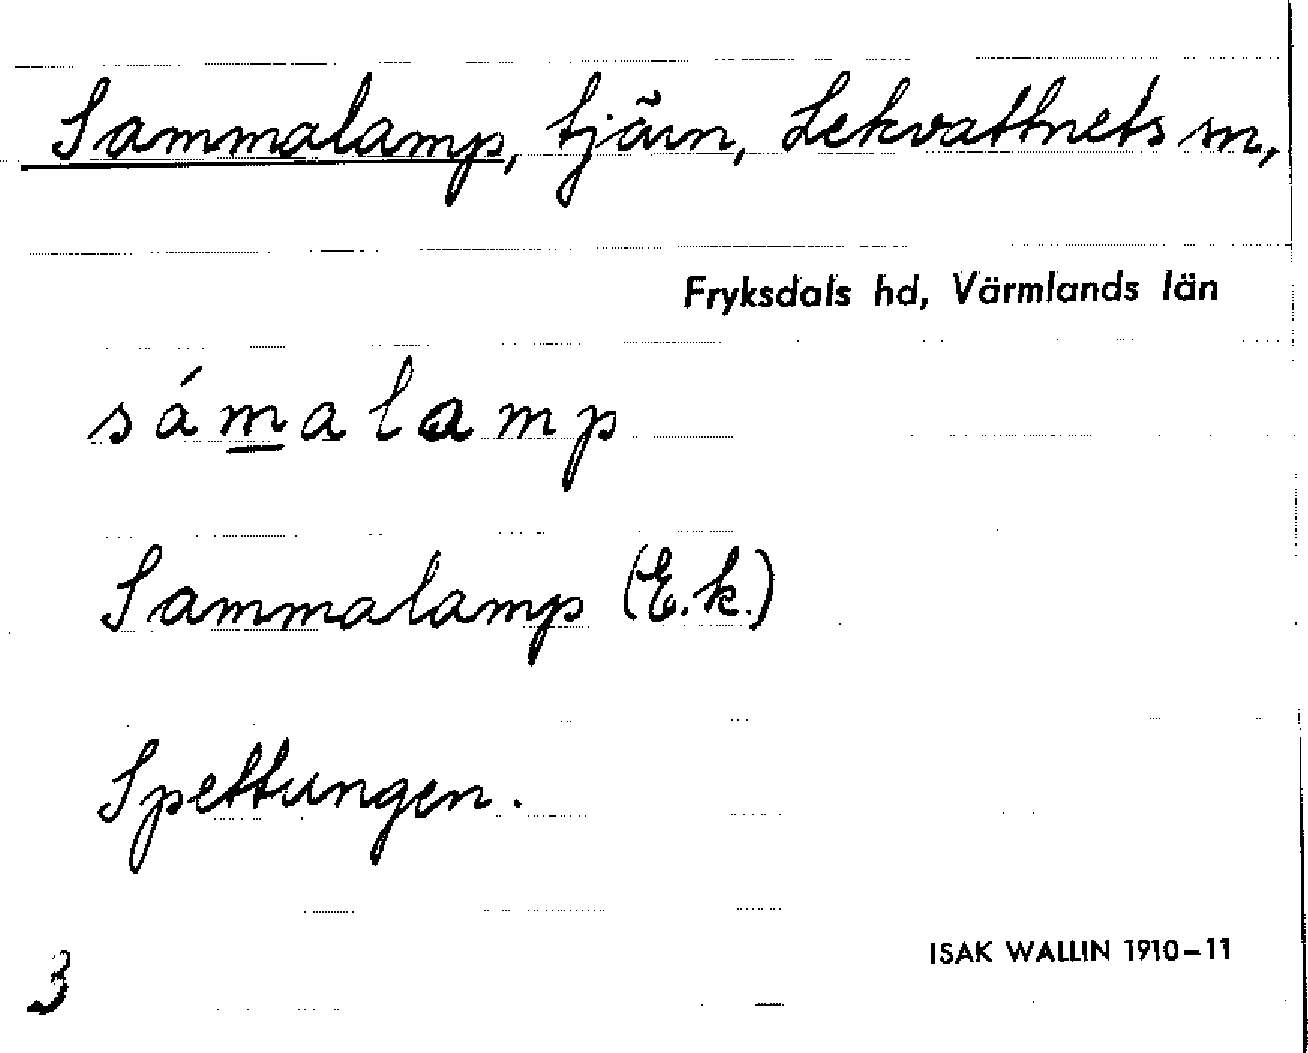 Sammalamp, tjärn, Lekvattnets sn,
Fryksdals hd, Värmlands län
sámalamp
Sammalamp (E.k.)
Spettungen.
3
ISAK WALLIN 1910–11